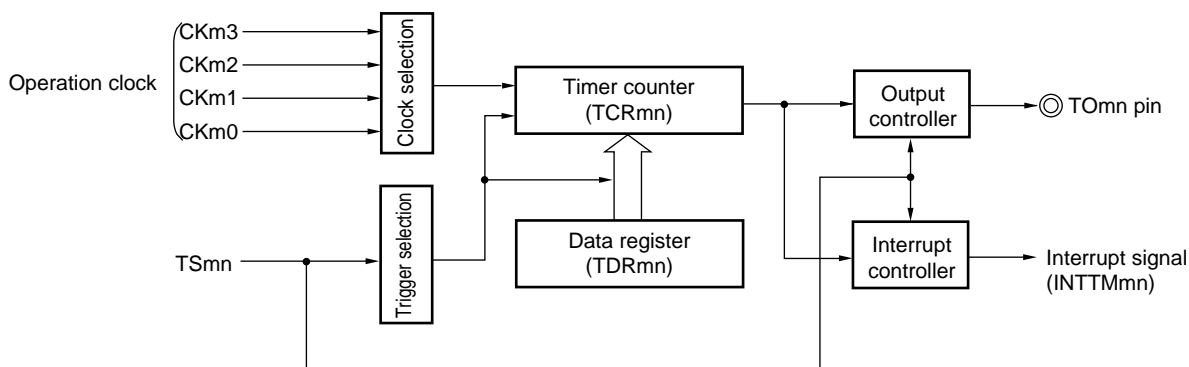 Operation clock
CKm3
CKm2
CKm1
CKm0
Clock selection
Timer counter
(TCRmn)
Output
controller
TOmn pin
TSmn
Trigger selection
Data register
(TDRmn)
Interrupt
controller
Interrupt signal
(INTTMmn)